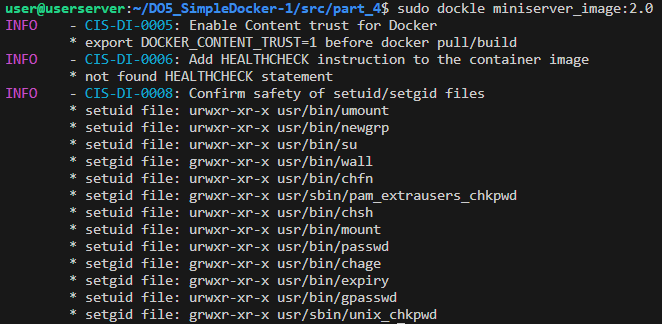 user@userserver:~/DO5_SimpleDocker-1/src/part_4$ sudo dockle miniserver_image:2.0
INFO    - CIS-DI-0005: Enable Content trust for Docker
        * export DOCKER_CONTENT_TRUST=1 before docker pull/build
INFO    - CIS-DI-0006: Add HEALTHCHECK instruction to the container image
        * not found HEALTHCHECK statement
INFO    - CIS-DI-0008: Confirm safety of setuid/setgid files
        * setuid file: urwxr-xr-x usr/bin/umount
        * setuid file: urwxr-xr-x usr/bin/newgrp
        * setuid file: urwxr-xr-x usr/bin/su
        * setgid file: grwxr-xr-x usr/bin/wall
        * setuid file: urwxr-xr-x usr/bin/chfn
        * setgid file: grwxr-xr-x usr/sbin/pam_extrausers_chkpwd
        * setuid file: urwxr-xr-x usr/bin/chsh
        * setuid file: urwxr-xr-x usr/bin/mount
        * setuid file: urwxr-xr-x usr/bin/passwd
        * setgid file: grwxr-xr-x usr/bin/chage
        * setgid file: grwxr-xr-x usr/bin/expiry
        * setuid file: urwxr-xr-x usr/bin/gpasswd
        * setgid file: grwxr-xr-x usr/sbin/unix_chkpwd